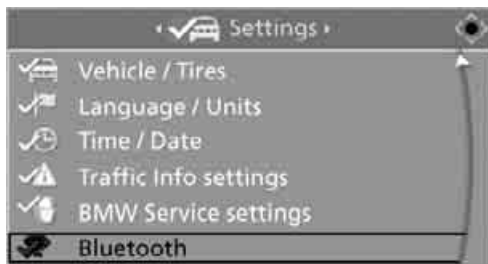 Settings
Vehicle / Tires
Language / Units
Time / Date
Traffic Info settings
BMW Service settings
Bluetooth